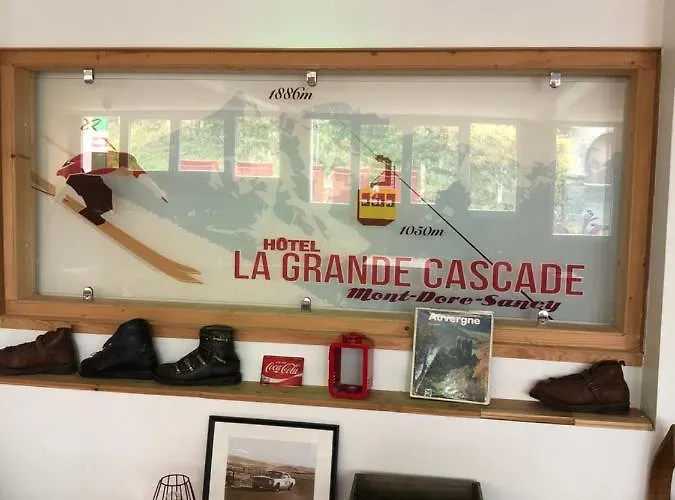 1886m
1050m
HÔTEL
LA GRANDE CASCADE
Mont-Dore-Sancy
Auvergne
Coca-Cola